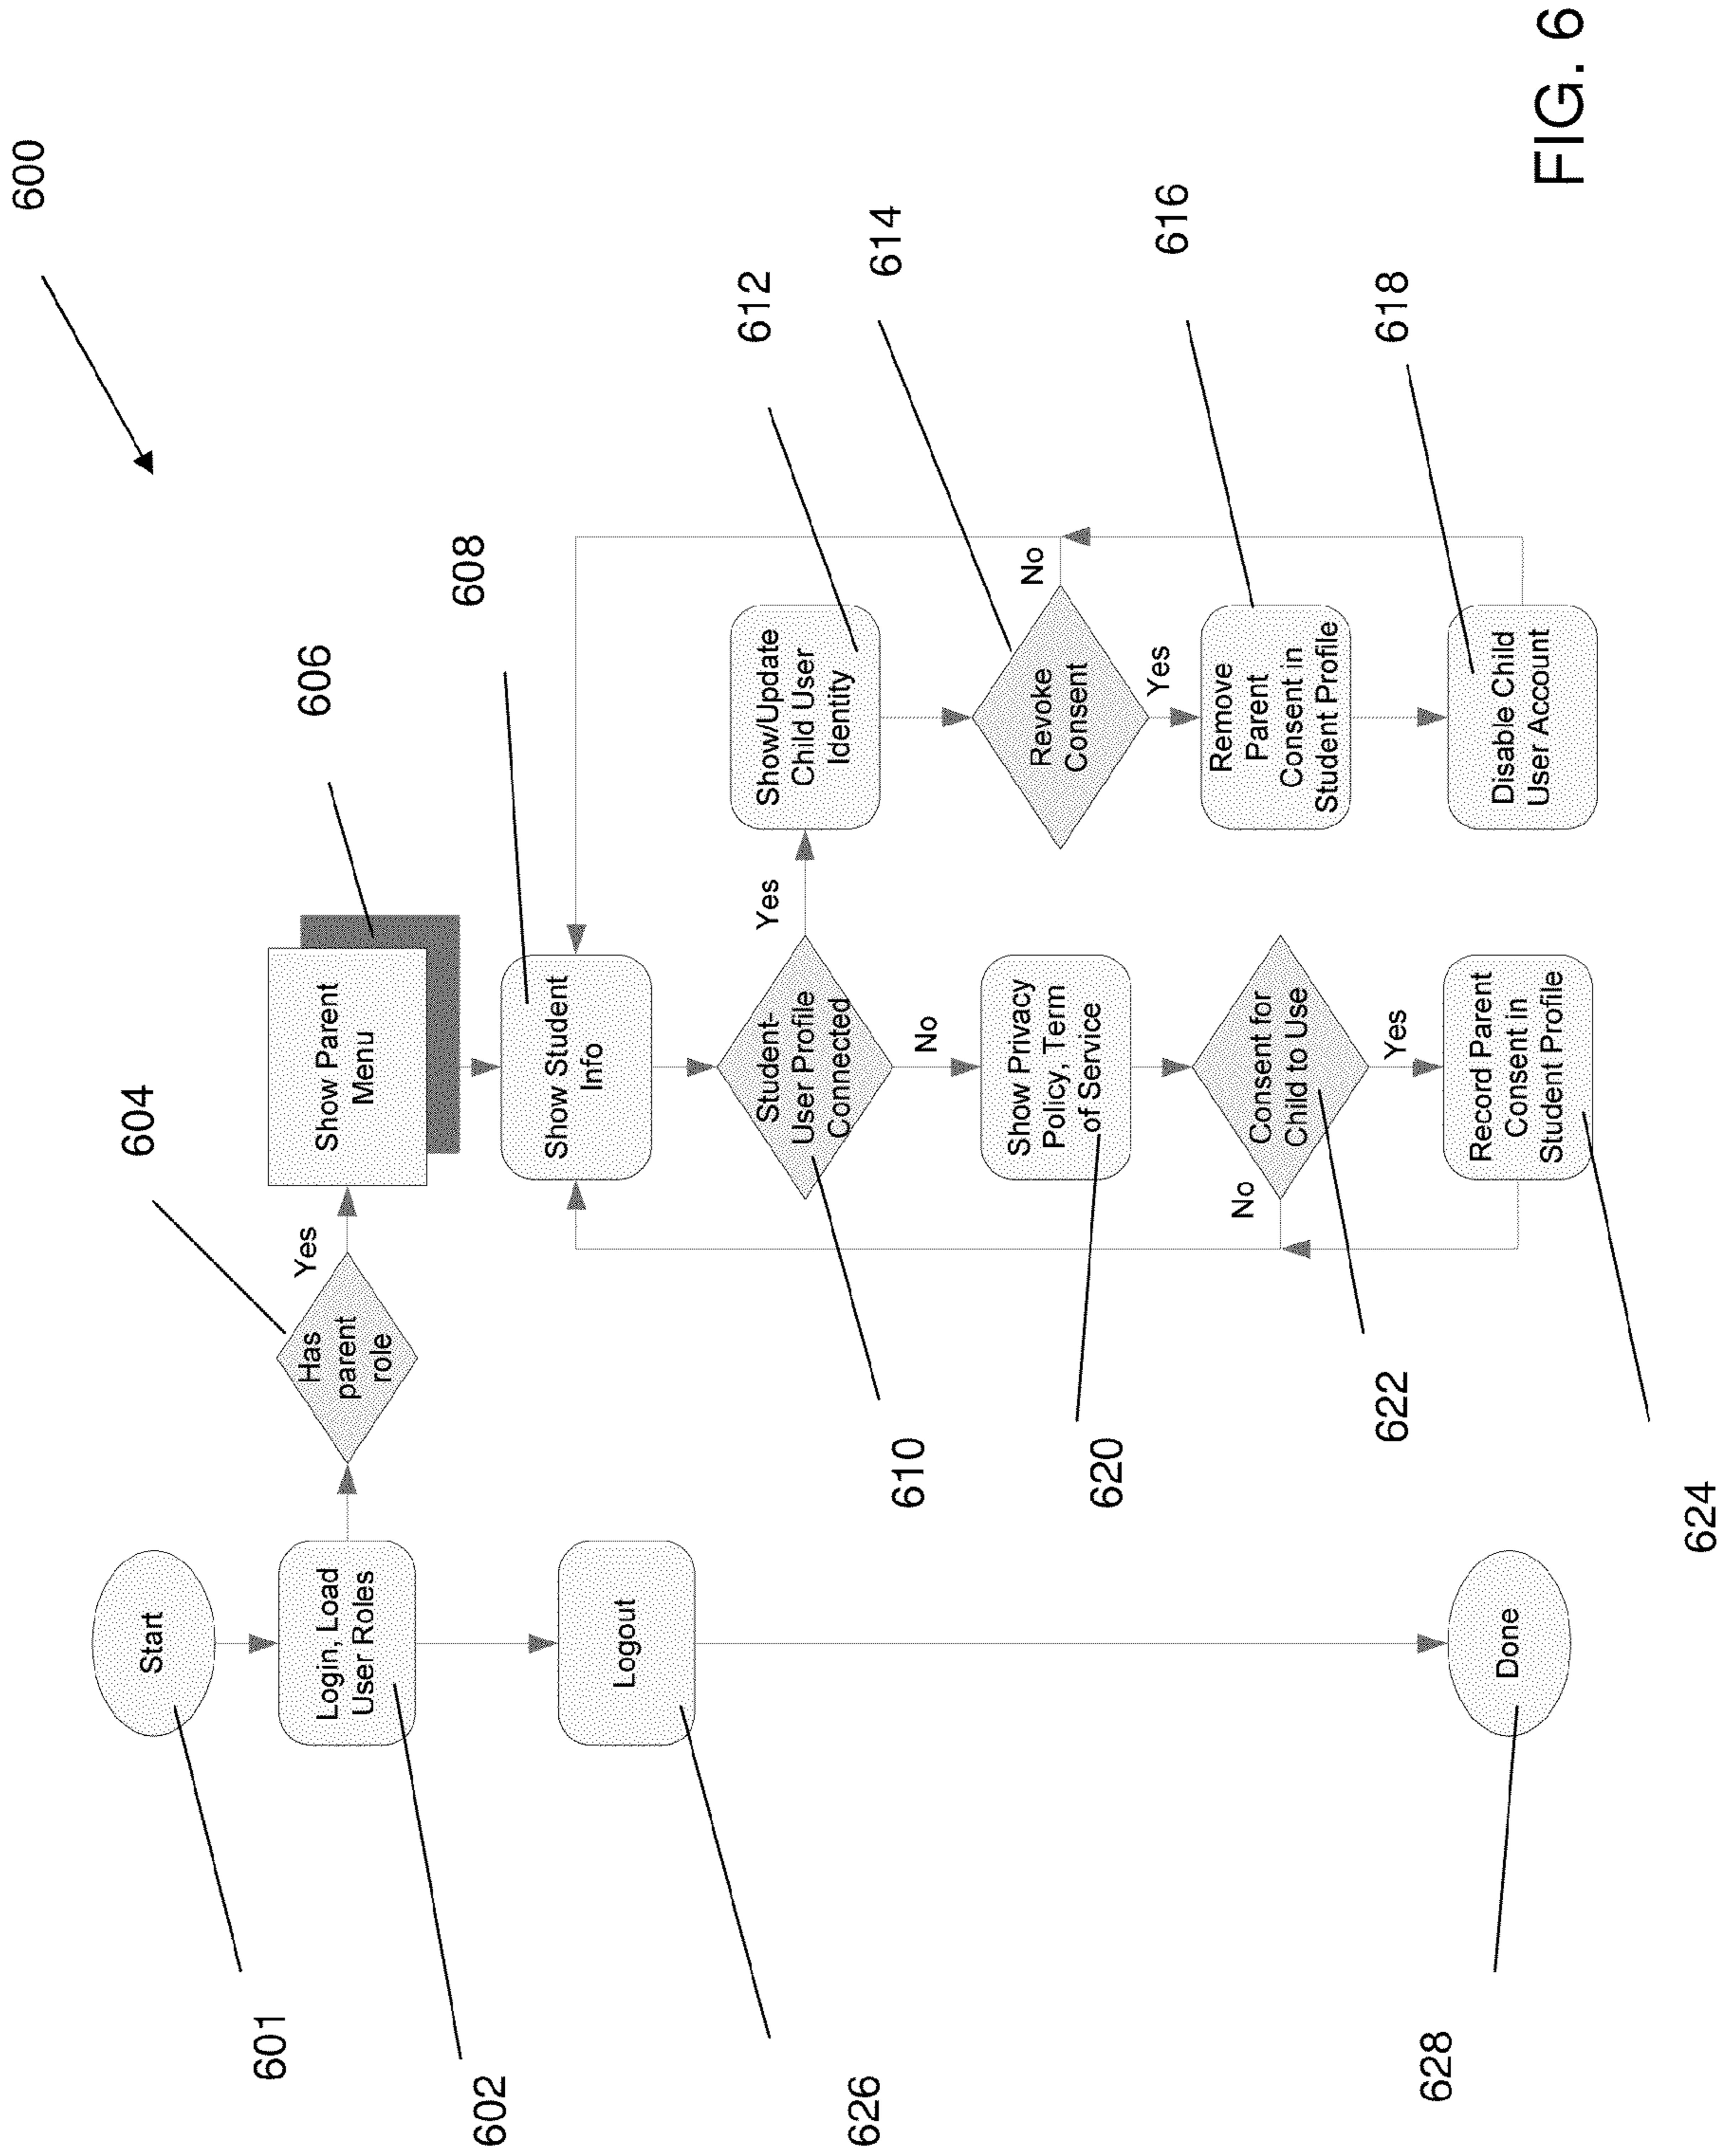 600
601
Start
602
Login, Load
User Roles
604
Has
parent
role
Yes
606
Show Parent
Menu
608
Show Student
Info
610
Student-
User Profile
Connected
Yes
No
612
Show/Update
Child User
Identity
614
Revoke
Consent
No
Yes
616
Remove
Parent
Consent in
Student Profile
618
Disable Child
User Account
620
Show Privacy
Policy, Term
of Service
622
Consent for
Child to Use
No
Yes
624
Record Parent
Consent in
Student Profile
626
Logout
628
Done
FIG. 6